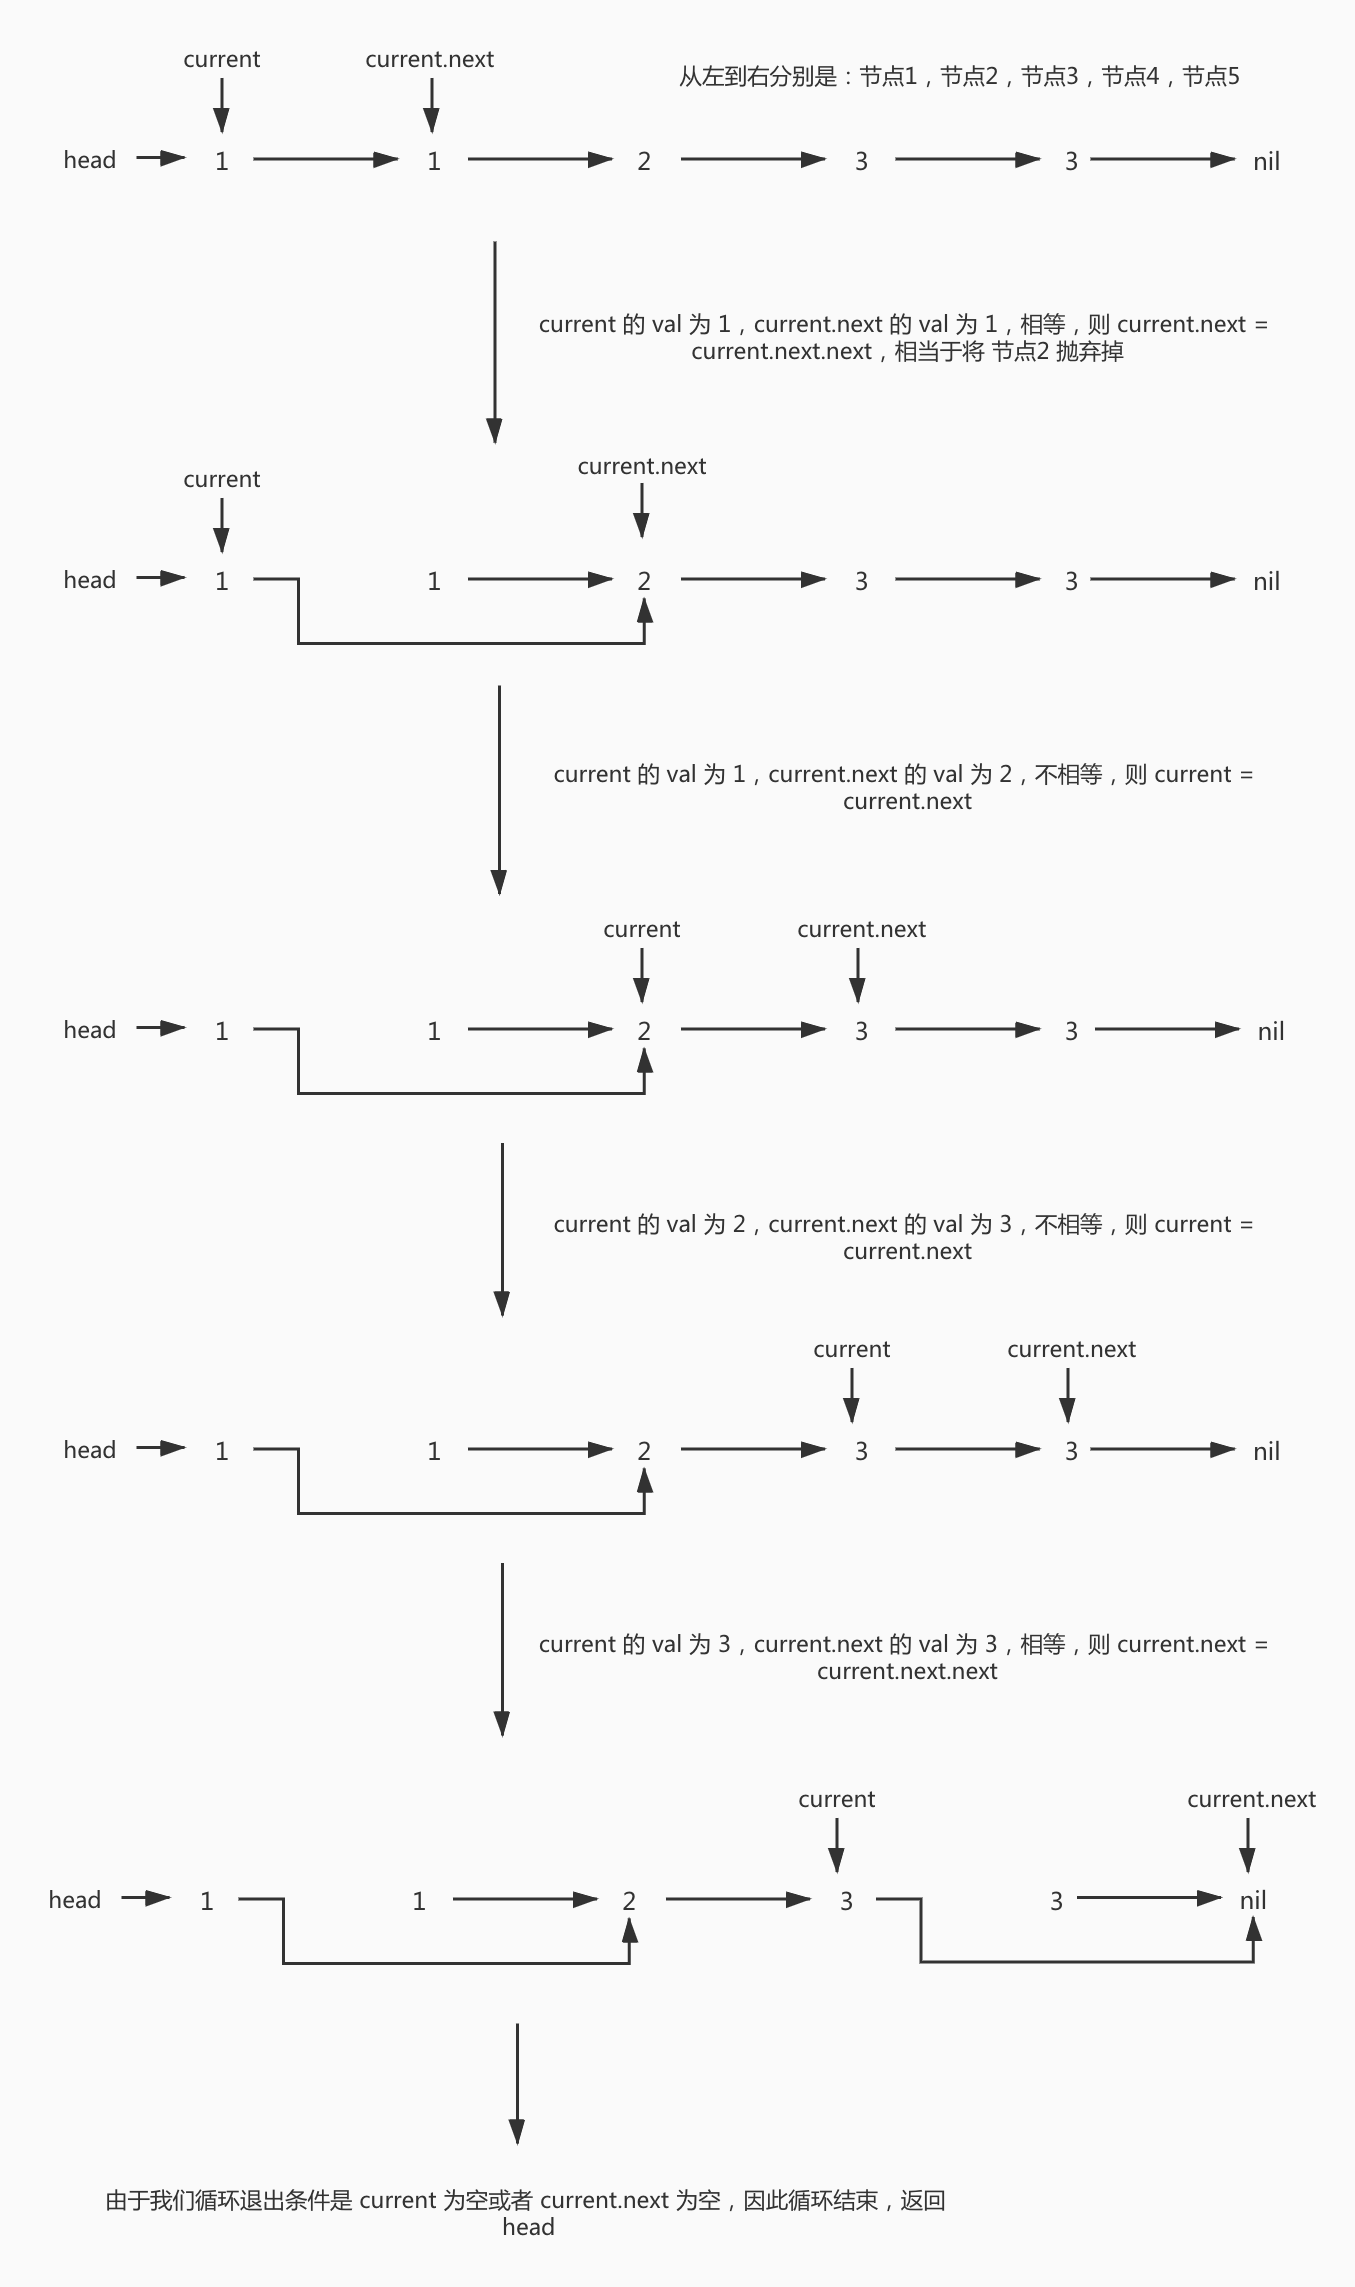 current current.next
从左到右分别是：节点1，节点2，节点3，节点4，节点5
head 1 1 2 3 3 nil
current 的 val 为 1，current.next 的 val 为 1，相等，则 current.next =
current.next.next，相当于将 节点2 抛弃掉
current current.next
head 1 1 2 3 3 nil
current 的 val 为 1，current.next 的 val 为 2，不相等，则 current =
current.next
current current.next
head 1 1 2 3 3 nil
current 的 val 为 2，current.next 的 val 为 3，不相等，则 current =
current.next
current current.next
head 1 1 2 3 3 nil
current 的 val 为 3，current.next 的 val 为 3，相等，则 current.next =
current.next.next
current current.next
head 1 1 2 3 3 nil
由于我们循环退出条件是 current 为空或者 current.next 为空，因此循环结束，返回
head